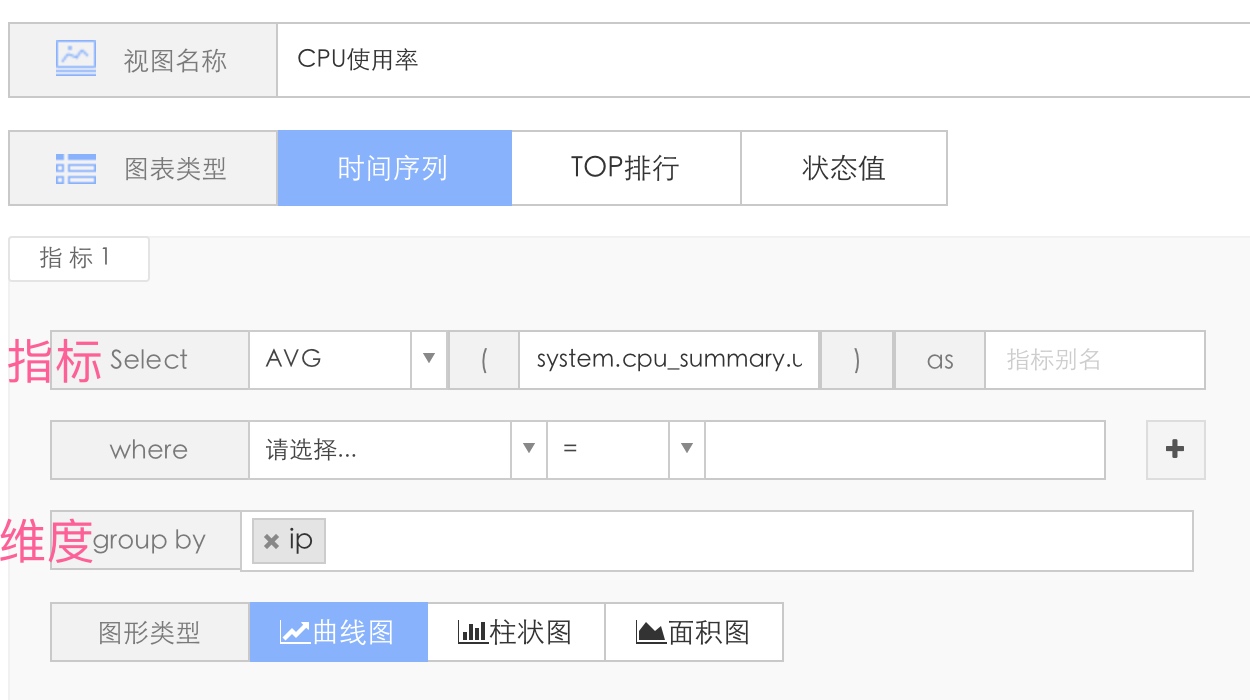 视图名称 CPU使用率
图表类型 时间序列 TOP排行 状态值
指 标 1
指标 Select AVG ( system.cpu_summary.u ) as 指标别名
where 请选择... =
维度 group by ip
图形类型 曲线图 柱状图 面积图